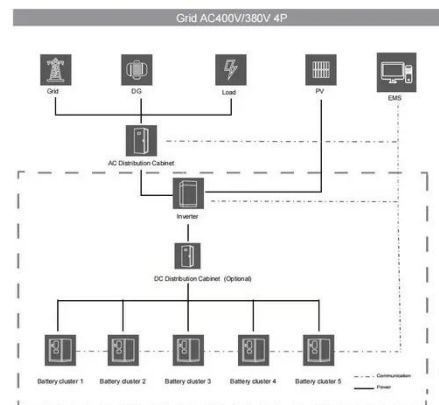 Grid AC400V/380V 4P
Grid
DG
Load
PV
EMS
AC Distribution Cabinet
Inverter
DC Distribution Cabinet (Optional)
Battery cluster 1
Battery cluster 2
Battery cluster 3
Battery cluster 4
Battery cluster 5
Communication
Power